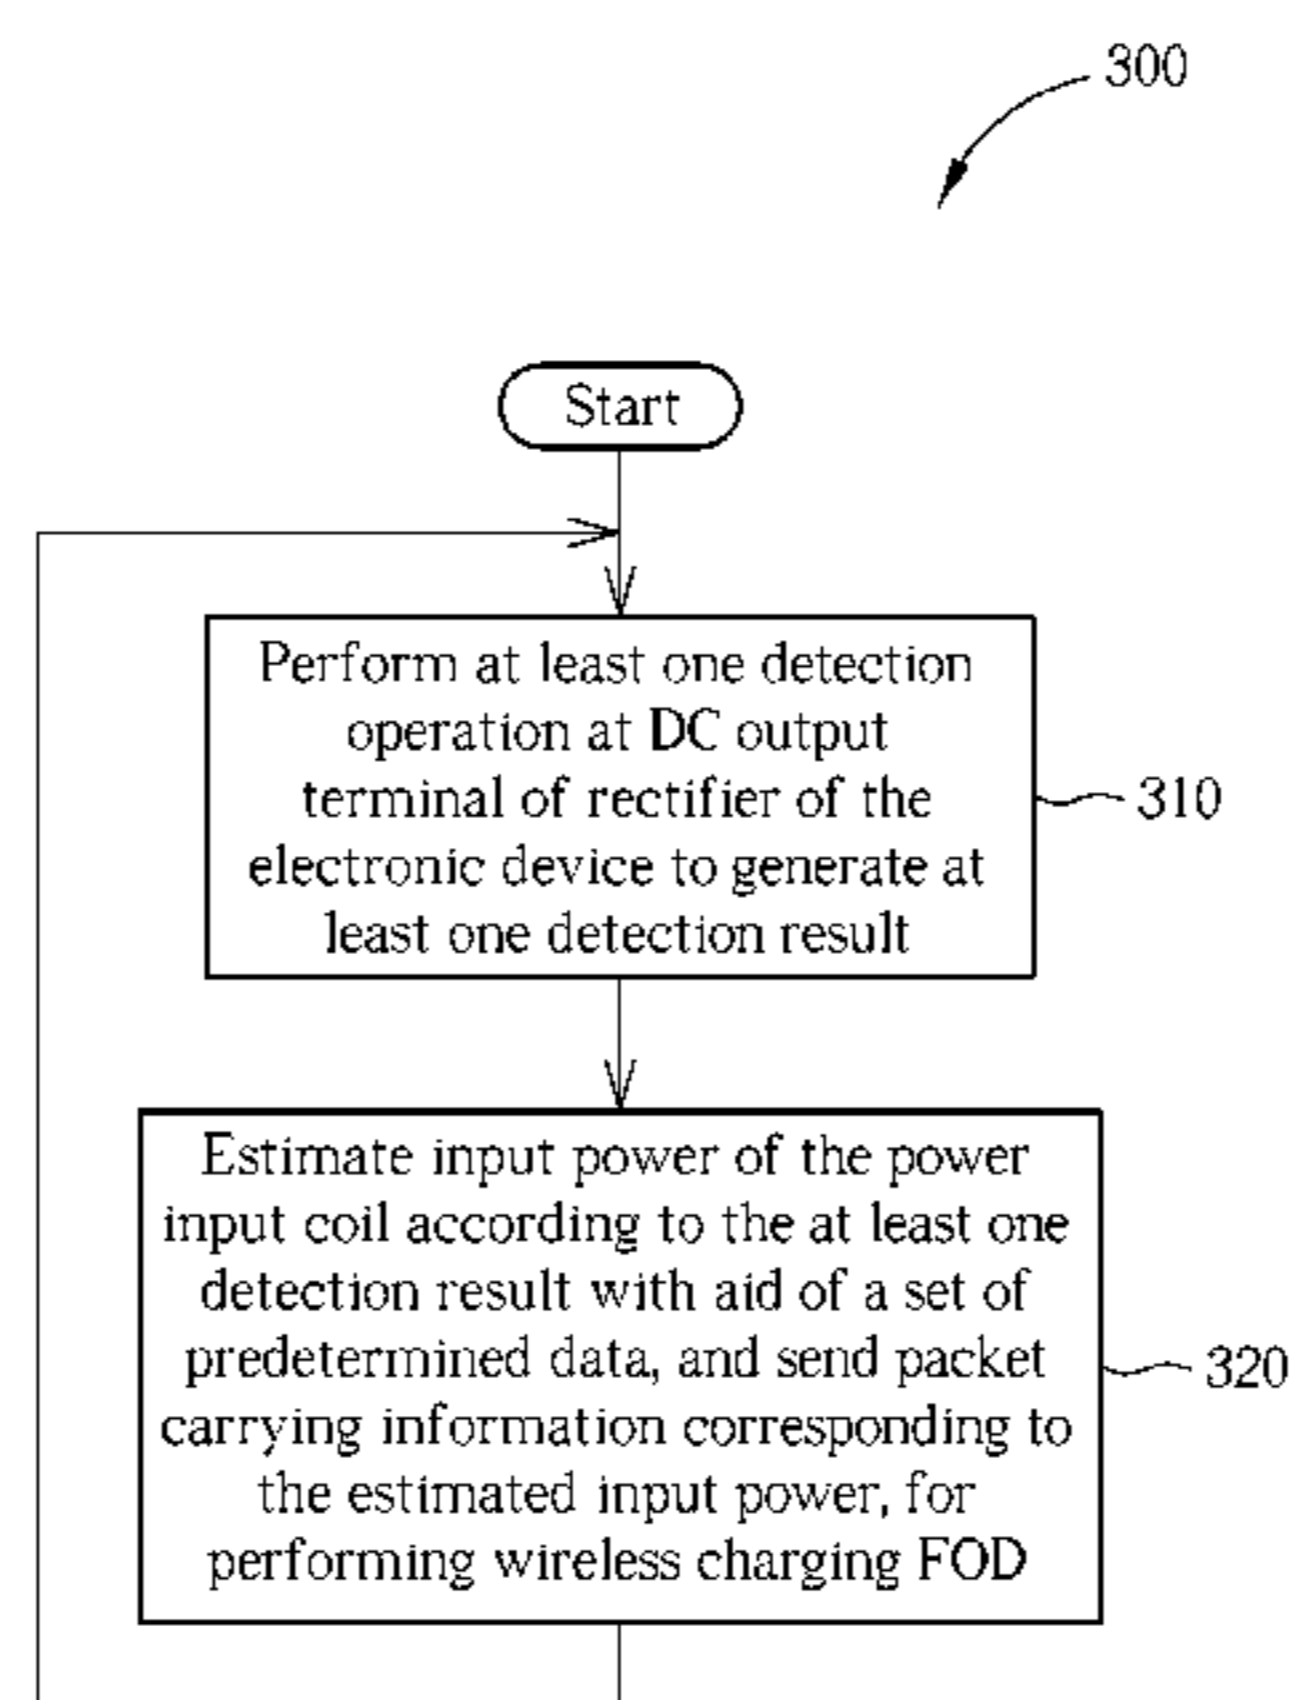 300
Start
Perform at least one detection
operation at DC output
terminal of rectifier of the
electronic device to generate at
least one detection result
310
Estimate input power of the power
input coil according to the at least one
detection result with aid of a set of
predetermined data, and send packet
carrying information corresponding to
the estimated input power, for
performing wireless charging FOD
320